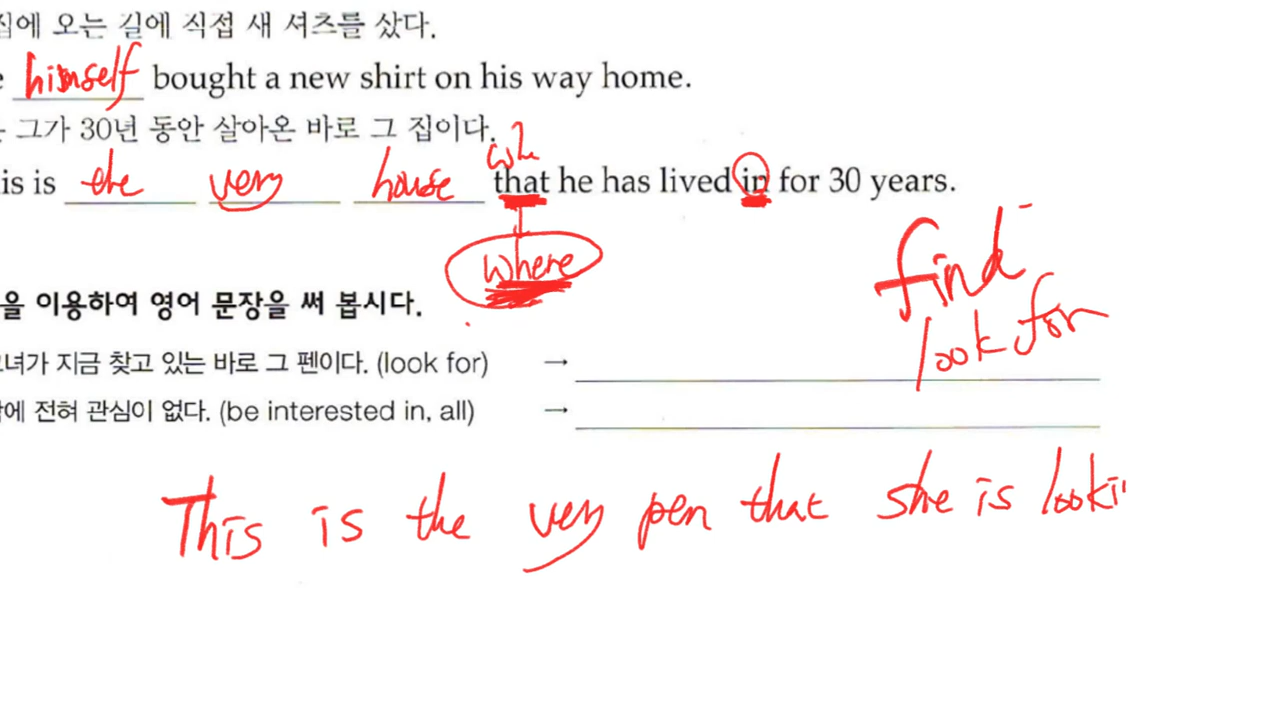 집에 오는 길에 직접 새 셔츠를 샀다.
e himself bought a new shirt on his way home.
그가 30년 동안 살아온 바로 그 집이다.
is is the very house that he has lived in for 30 years.
whe
where
find
look for
을 이용하여 영어 문장을 써 봅시다.
그녀가 지금 찾고 있는 바로 그 펜이다. (look for) →
에 전혀 관심이 없다. (be interested in, all) →
This is the very pen that she is looki